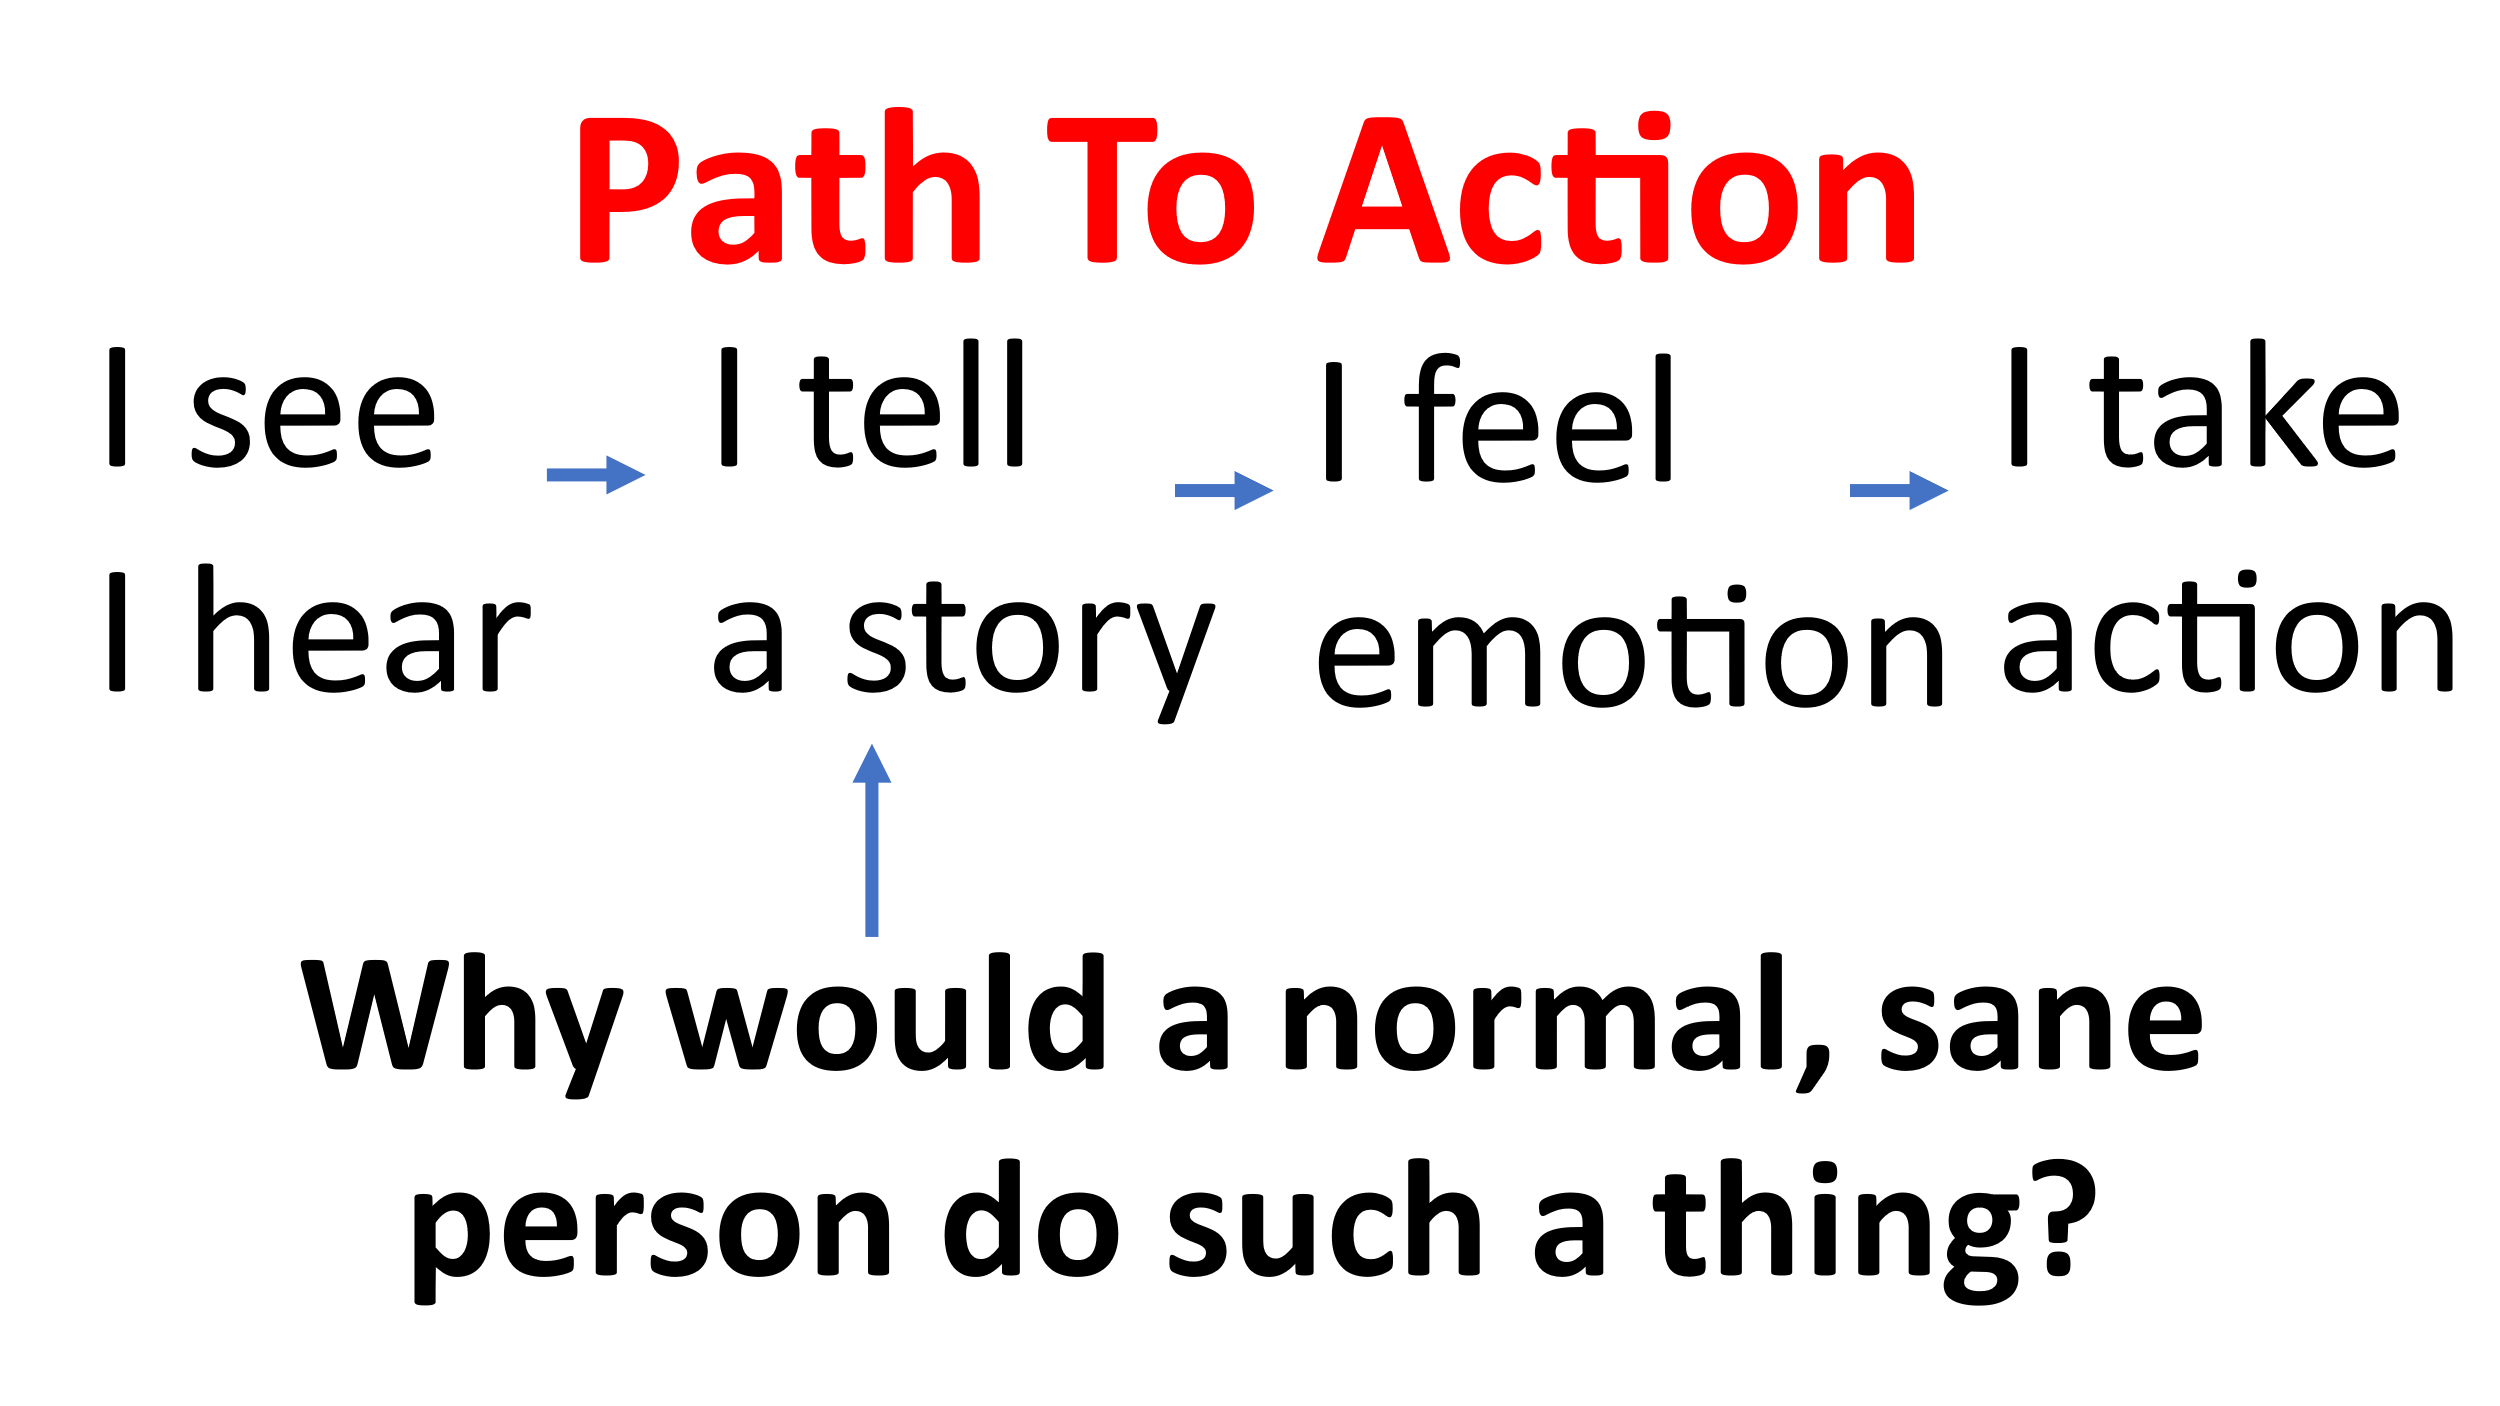 Path To Action
I see
I hear
I tell
a story
I feel
emotion
I take
action
Why would a normal, sane
person do such a thing?